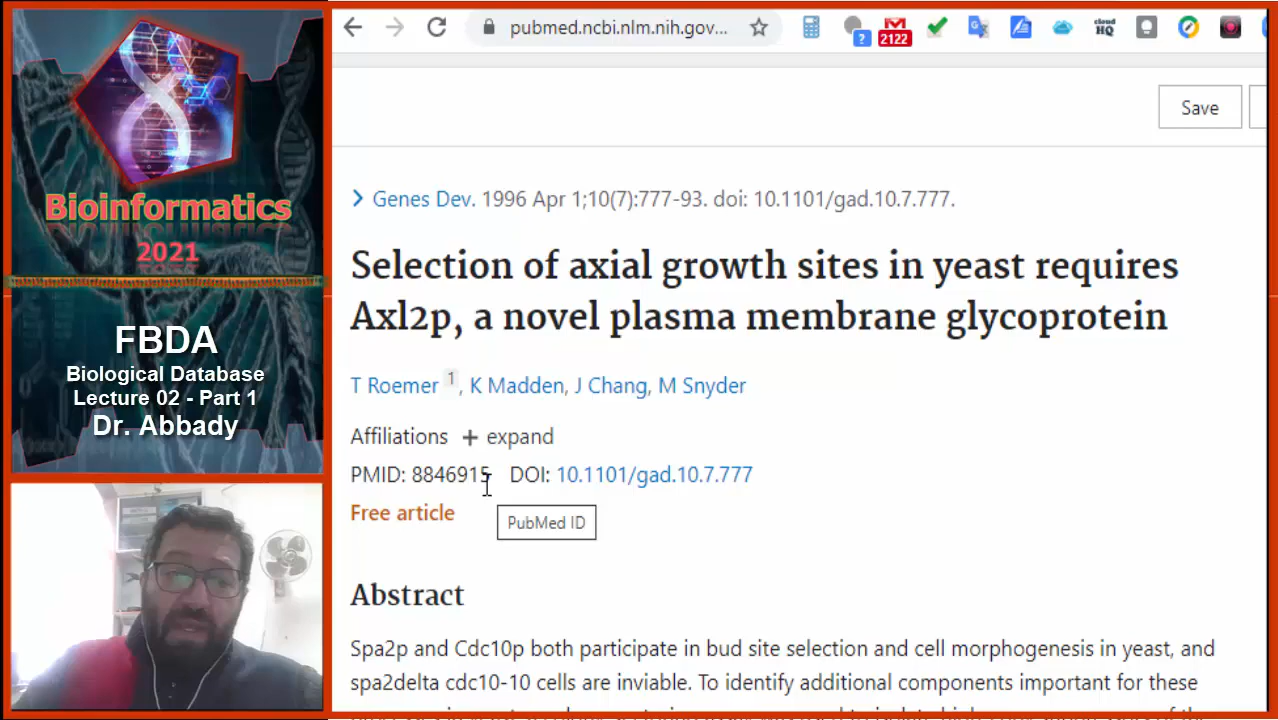 Bioinformatics
2021
FBDA
Biological Database
Lecture 02 - Part 1
Dr. Abbady
pubmed.ncbi.nlm.nih.gov...
?
2122
cloud
HQ
Save
Genes Dev. 1996 Apr 1;10(7):777-93. doi: 10.1101/gad.10.7.777.
Selection of axial growth sites in yeast requires
Axl2p, a novel plasma membrane glycoprotein
T Roemer 1, K Madden, J Chang, M Snyder
Affiliations + expand
PMID: 8846915 DOI: 10.1101/gad.10.7.777
Free article
PubMed ID
Abstract
Spa2p and Cdc10p both participate in bud site selection and cell morphogenesis in yeast, and
spa2delta cdc10-10 cells are inviable. To identify additional components important for these